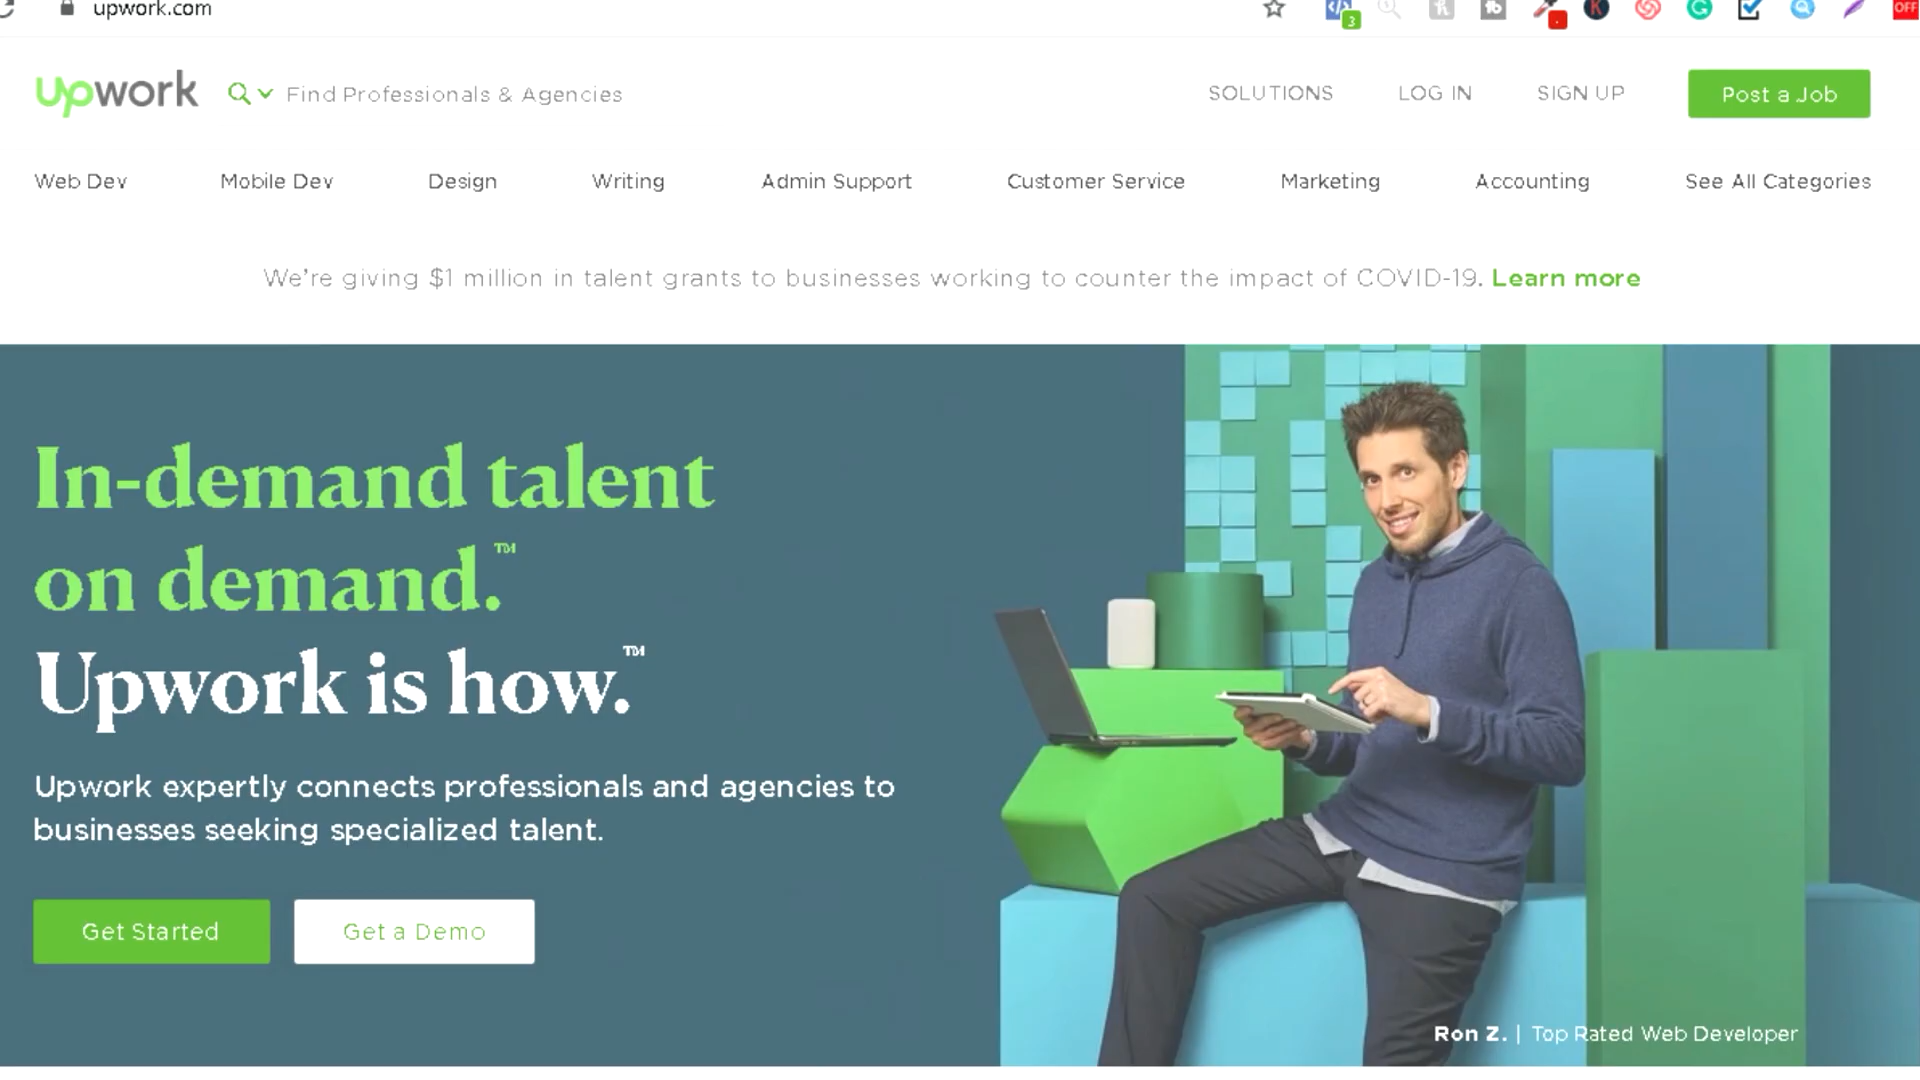 upwork.com
3
OFF
upwork
Find Professionals & Agencies
SOLUTIONS
LOG IN
SIGN UP
Post a Job
Web Dev
Mobile Dev
Design
Writing
Admin Support
Customer Service
Marketing
Accounting
See All Categories
We're giving $1 million in talent grants to businesses working to counter the impact of COVID-19. Learn more
In-demand talent
on demand.™
Upwork is how.™
Upwork expertly connects professionals and agencies to
businesses seeking specialized talent.
Get Started
Get a Demo
Ron Z. | Top Rated Web Developer